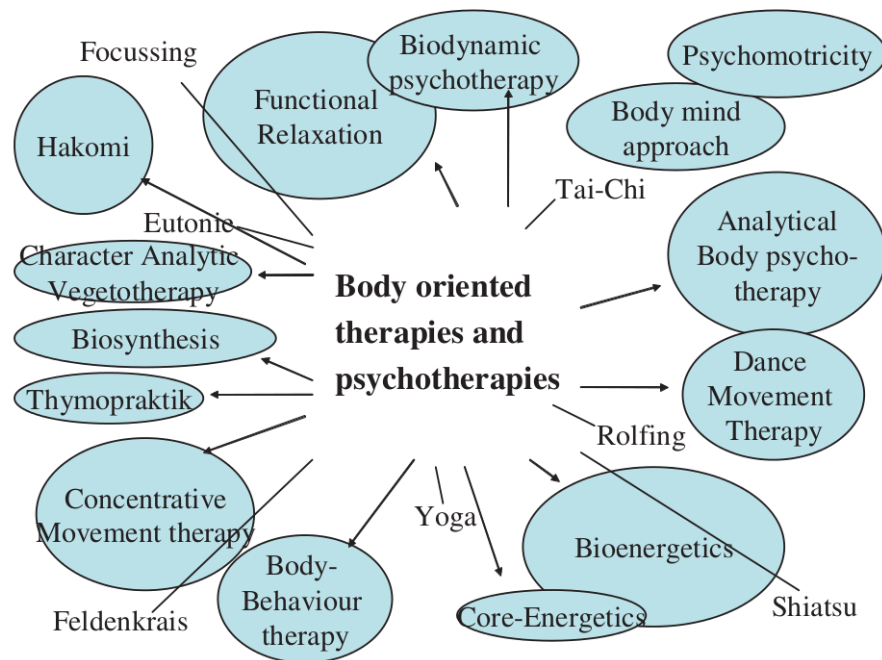 Focussing
Functional
Relaxation
Biodynamic
psychotherapy
Psychomotricity
Body mind
approach
Hakomi
Tai-Chi
Eutonie
Character Analytic
Vegetotherapy
Analytical
Body psycho-
therapy
Body oriented
therapies and
psychotherapies
Biosynthesis
Thymopraktik
Dance
Movement
Therapy
Rolfing
Concentrative
Movement therapy
Yoga
Bioenergetics
Body-
Behaviour
therapy
Feldenkrais
Core-Energetics
Shiatsu